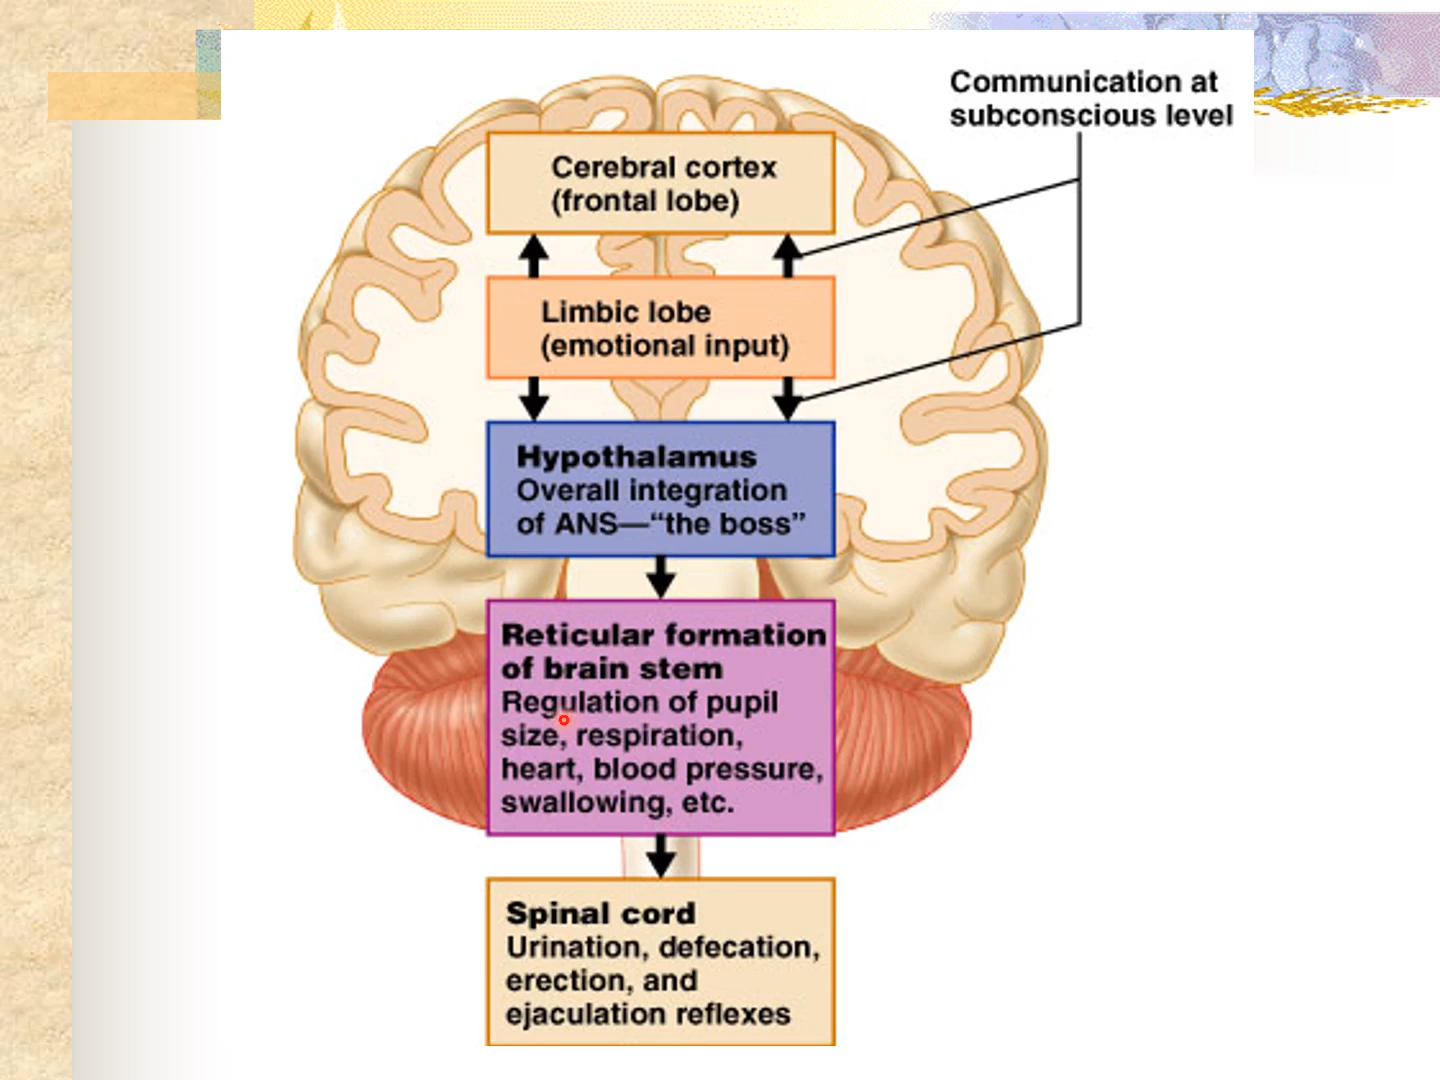 Communication at
subconscious level
Cerebral cortex
(frontal lobe)
Limbic lobe
(emotional input)
Hypothalamus
Overall integration
of ANS—“the boss”
Reticular formation
of brain stem
Regulation of pupil
size, respiration,
heart, blood pressure,
swallowing, etc.
Spinal cord
Urination, defecation,
erection, and
ejaculation reflexes